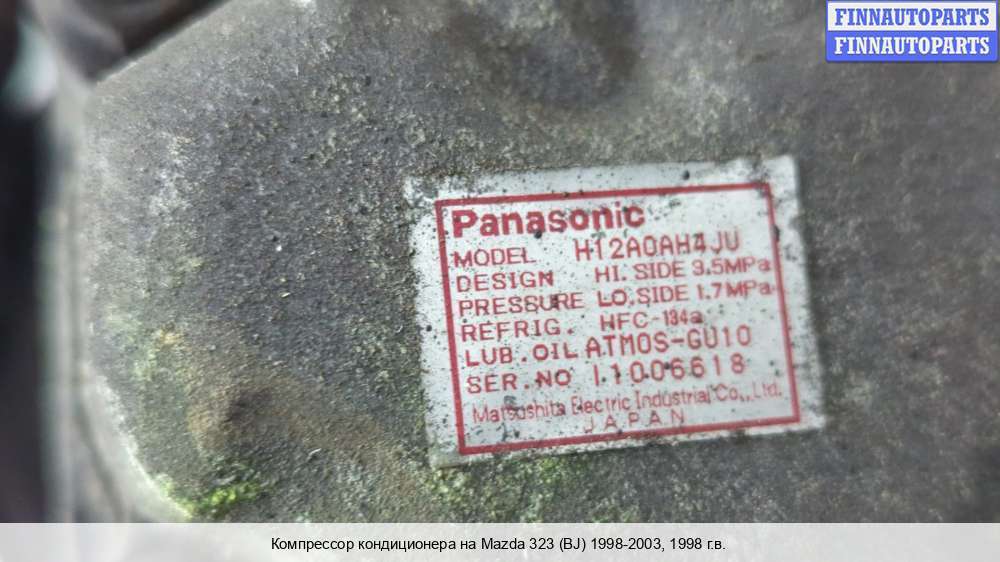 FINNAUTOPARTS
FINNAUTOPARTS
Panasonic
MODEL H12A0AH4JU
DESIGN HI. SIDE 3.5MPa
PRESSURE LO. SIDE 1.7MPa
REFRIG. HFC-134a
LUB. OIL ATMOS-GU10
SER. NO 11006618
Matsushita Electric Industrial Co., Ltd.
JAPAN
Компрессор кондиционера на Mazda 323 (BJ) 1998-2003, 1998 г.в.